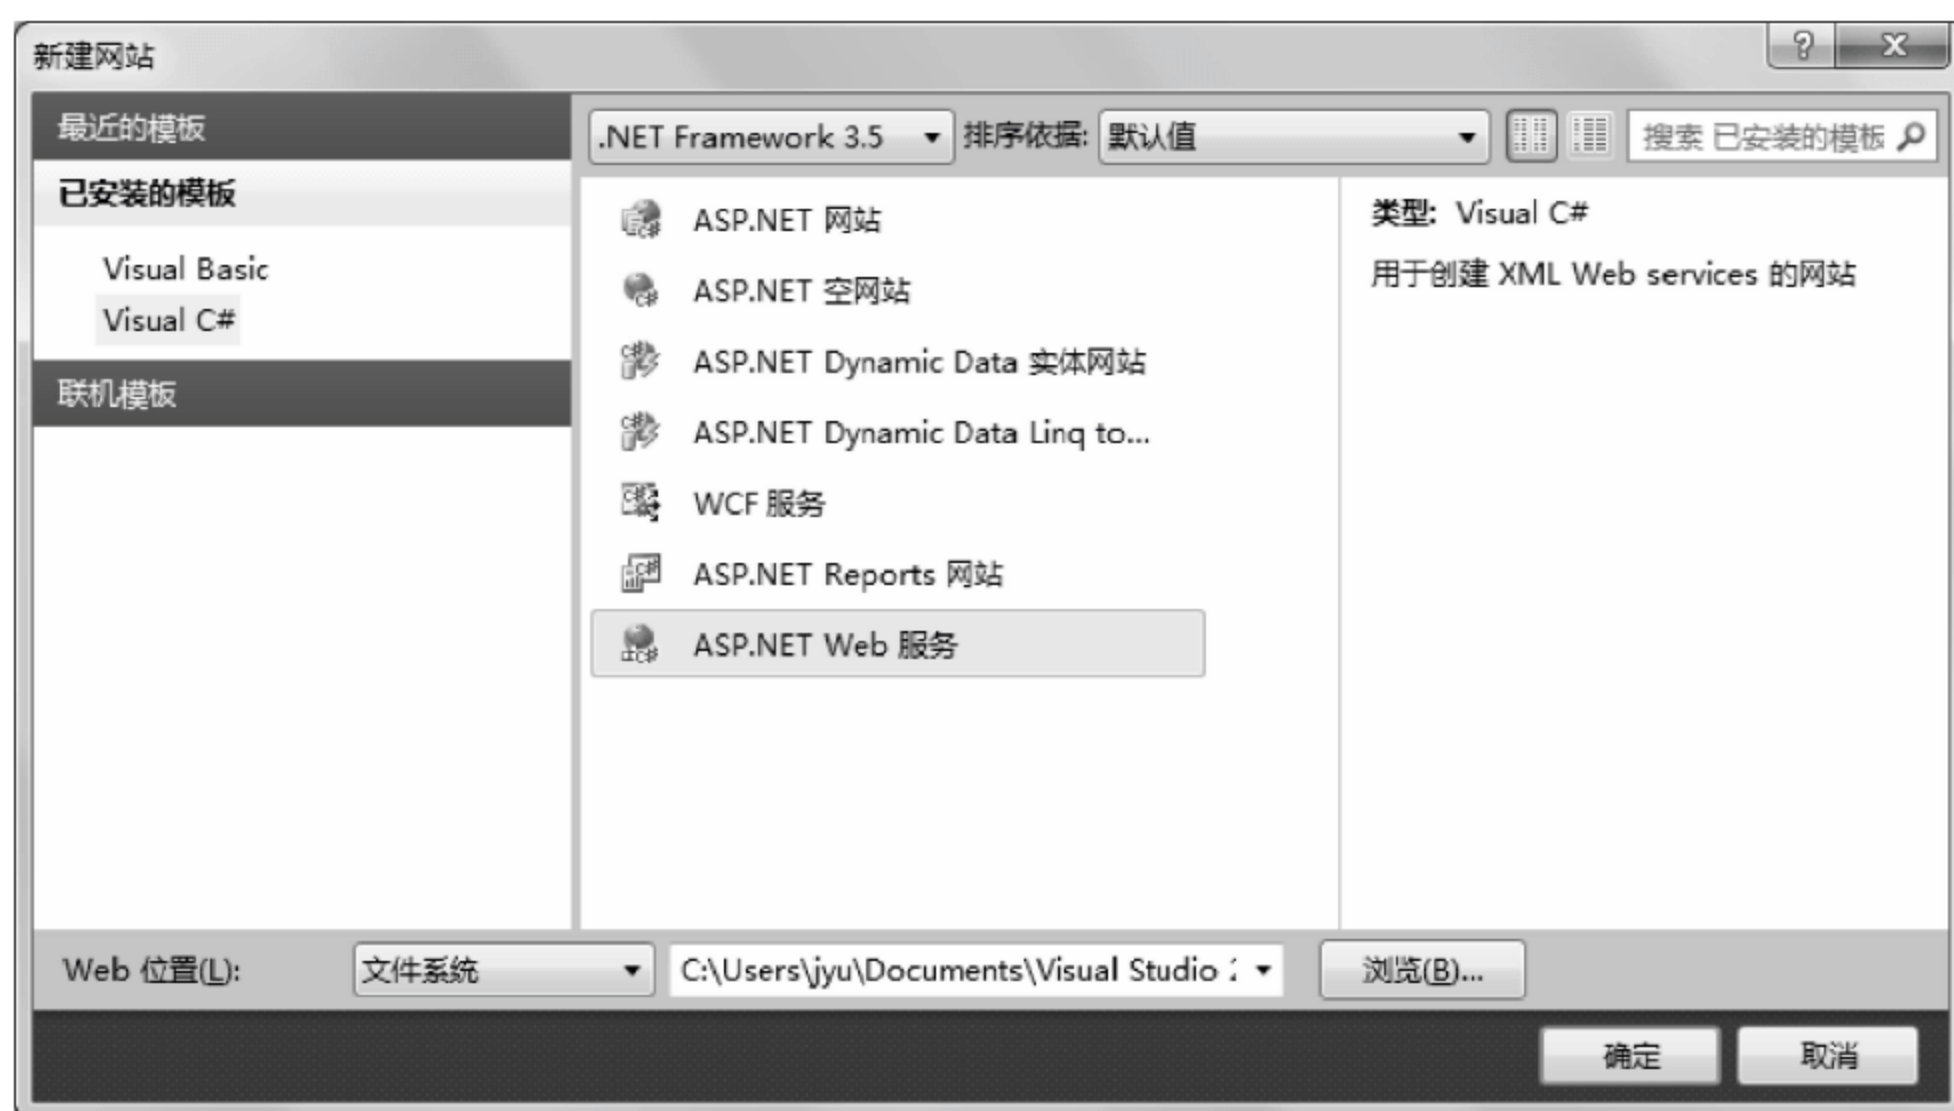 新建网站
最近的模板
已安装的模板
Visual Basic
Visual C#
联机模板
.NET Framework 3.5 排序依据: 默认值 搜索 已安装的模板
ASP.NET 网站
ASP.NET 空网站
ASP.NET Dynamic Data 实体网站
ASP.NET Dynamic Data Linq to...
WCF 服务
ASP.NET Reports 网站
ASP.NET Web 服务
类型: Visual C#
用于创建 XML Web services 的网站
Web 位置(L): 文件系统 C:\Users\jyu\Documents\Visual Studio 浏览(B)...
确定 取消